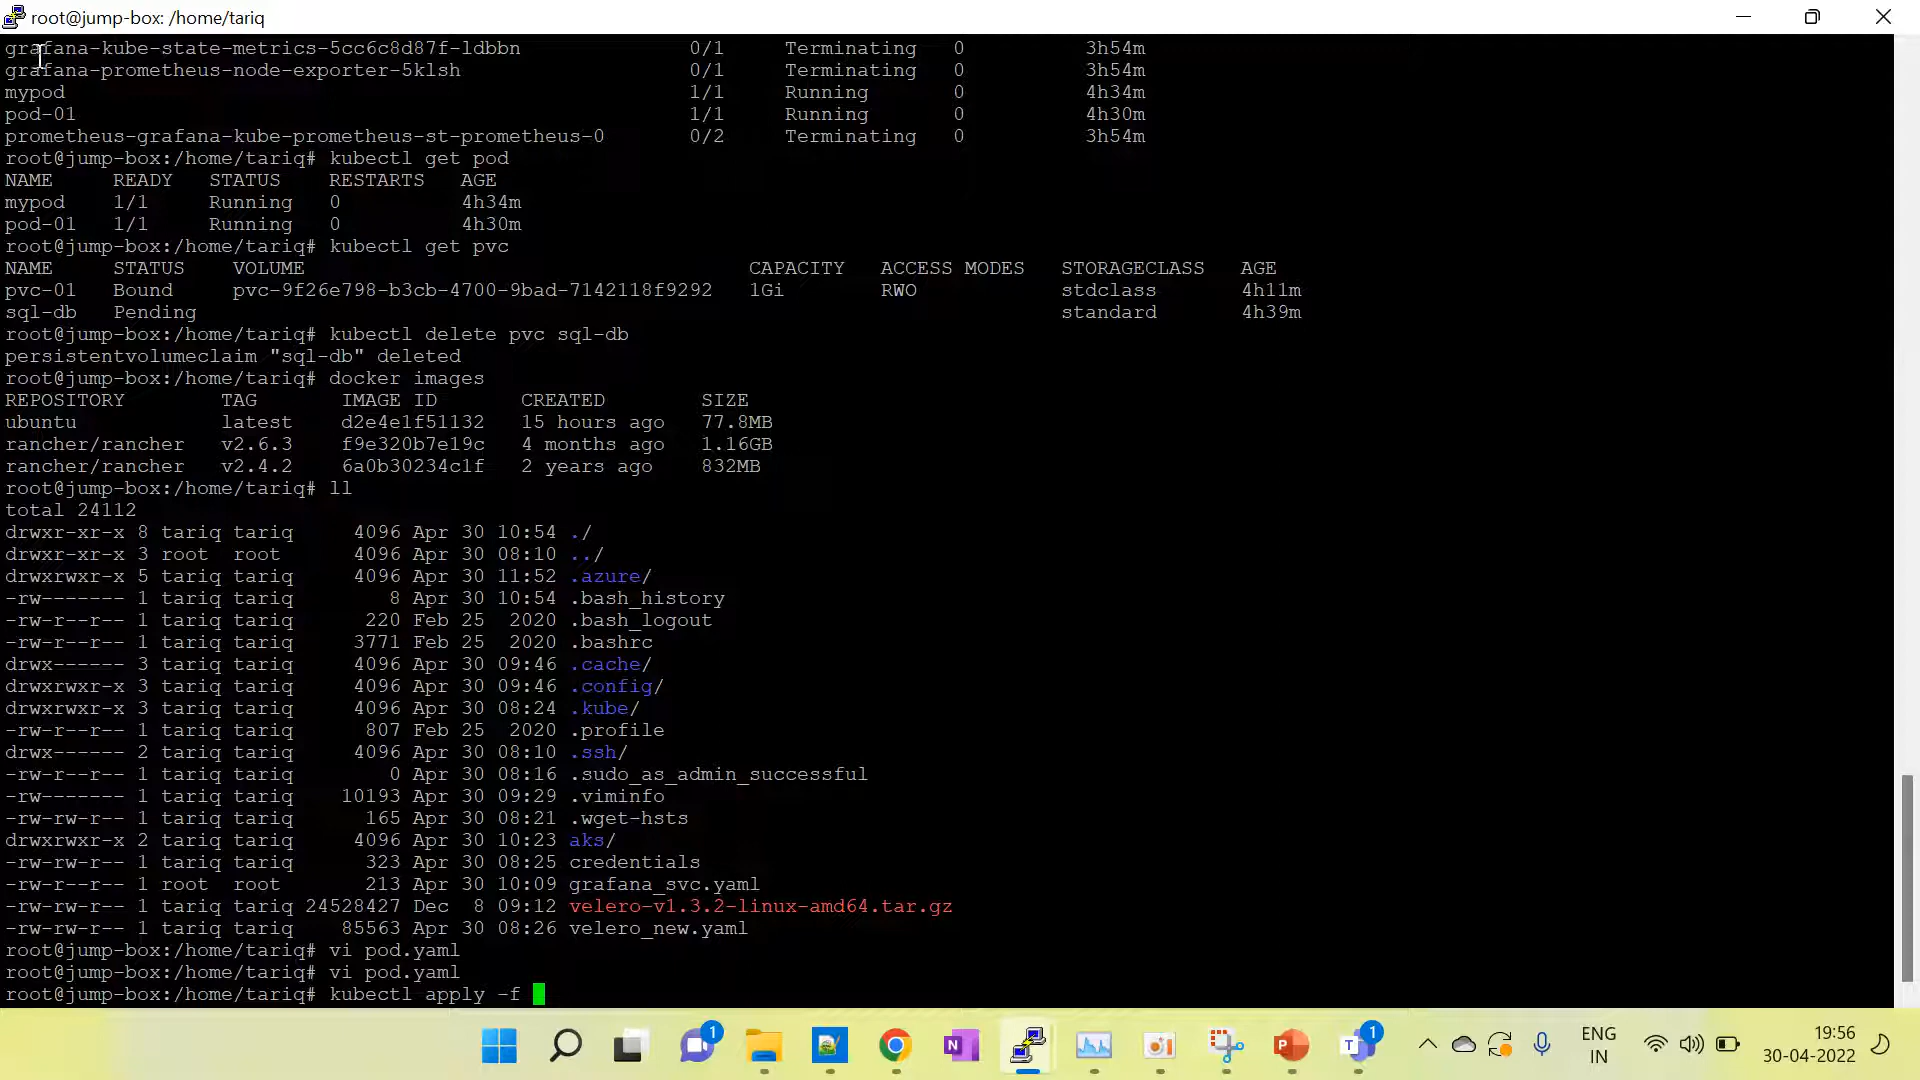 root@jump-box: /home/tariq
grafana-kube-state-metrics-5cc6c8d87f-ldbbn 0/1 Terminating 0 3h54m
grafana-prometheus-node-exporter-5klsh 0/1 Terminating 0 3h54m
mypod 1/1 Running 0 4h34m
pod-01 1/1 Running 0 4h30m
prometheus-grafana-kube-prometheus-st-prometheus-0 0/2 Terminating 0 3h54m
root@jump-box:/home/tariq# kubectl get pod
NAME READY STATUS RESTARTS AGE
mypod 1/1 Running 0 4h34m
pod-01 1/1 Running 0 4h30m
root@jump-box:/home/tariq# kubectl get pvc
NAME STATUS VOLUME CAPACITY ACCESS MODES STORAGECLASS AGE
pvc-01 Bound pvc-9f26e798-b3cb-4700-9bad-7142118f9292 1Gi RWO stdclass 4h11m
sql-db Pending standard 4h39m
root@jump-box:/home/tariq# kubectl delete pvc sql-db
persistentvolumeclaim "sql-db" deleted
root@jump-box:/home/tariq# docker images
REPOSITORY TAG IMAGE ID CREATED SIZE
ubuntu latest d2e4e1f51132 15 hours ago 77.8MB
rancher/rancher v2.6.3 f9e320b7e19c 4 months ago 1.16GB
rancher/rancher v2.4.2 6a0b30234c1f 2 years ago 832MB
root@jump-box:/home/tariq# ll
total 24112
drwxr-xr-x 8 tariq tariq 4096 Apr 30 10:54 ./
drwxr-xr-x 3 root root 4096 Apr 30 08:10 ../
drwxrwxr-x 5 tariq tariq 4096 Apr 30 11:52 .azure/
-rw------- 1 tariq tariq 8 Apr 30 10:54 .bash_history
-rw-r--r-- 1 tariq tariq 220 Feb 25 2020 .bash_logout
-rw-r--r-- 1 tariq tariq 3771 Feb 25 2020 .bashrc
drwx------ 3 tariq tariq 4096 Apr 30 09:46 .cache/
drwxrwxr-x 3 tariq tariq 4096 Apr 30 09:46 .config/
drwxrwxr-x 3 tariq tariq 4096 Apr 30 08:24 .kube/
-rw-r--r-- 1 tariq tariq 807 Feb 25 2020 .profile
drwx------ 2 tariq tariq 4096 Apr 30 08:10 .ssh/
-rw-r--r-- 1 tariq tariq 0 Apr 30 08:16 .sudo_as_admin_successful
-rw------- 1 tariq tariq 10193 Apr 30 09:29 .viminfo
-rw-rw-r-- 1 tariq tariq 165 Apr 30 08:21 .wget-hsts
drwxrwxr-x 2 tariq tariq 4096 Apr 30 10:23 aks/
-rw-rw-r-- 1 tariq tariq 323 Apr 30 08:25 credentials
-rw-r--r-- 1 root root 213 Apr 30 10:09 grafana_svc.yaml
-rw-rw-r-- 1 tariq tariq 24528427 Dec 8 09:12 velero-v1.3.2-linux-amd64.tar.gz
-rw-rw-r-- 1 tariq tariq 85563 Apr 30 08:26 velero_new.yaml
root@jump-box:/home/tariq# vi pod.yaml
root@jump-box:/home/tariq# vi pod.yaml
root@jump-box:/home/tariq# kubectl apply -f
1
N
P
T
1
ENG
IN
19:56
30-04-2022